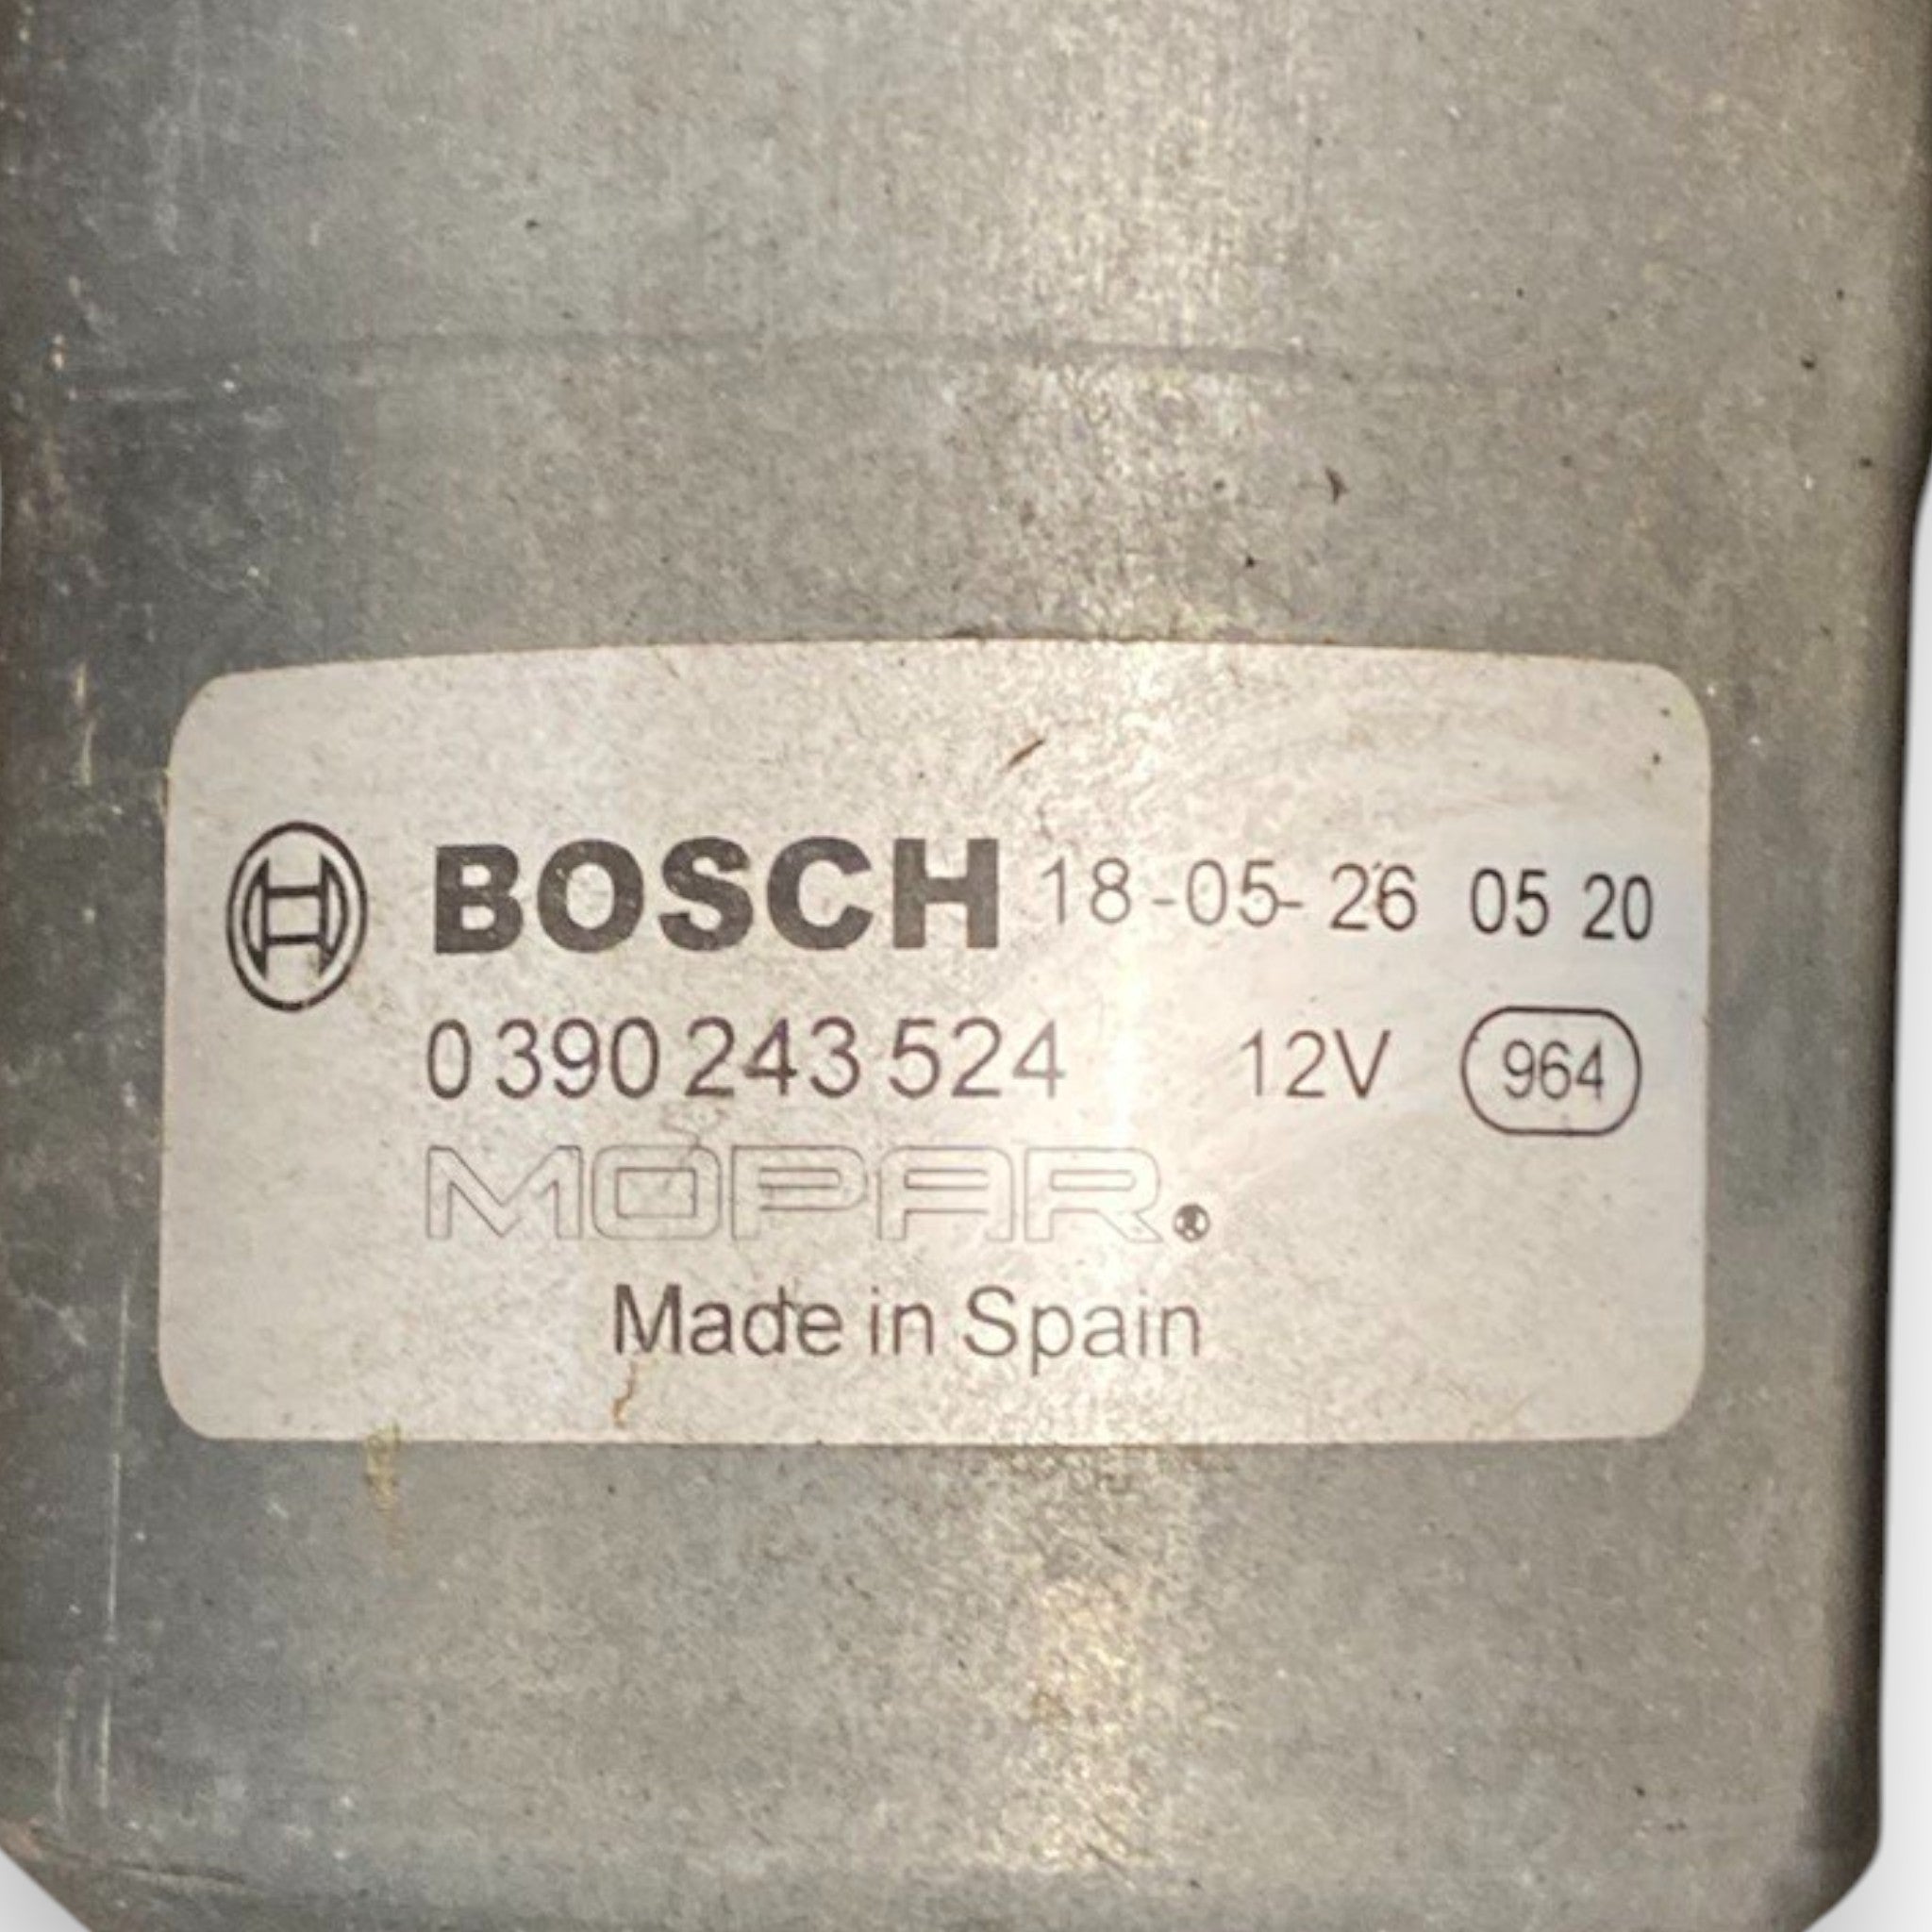 BOSCH 18-05-26 05 20
0 390 243 524 12V 964
MOPAR®
Made in Spain